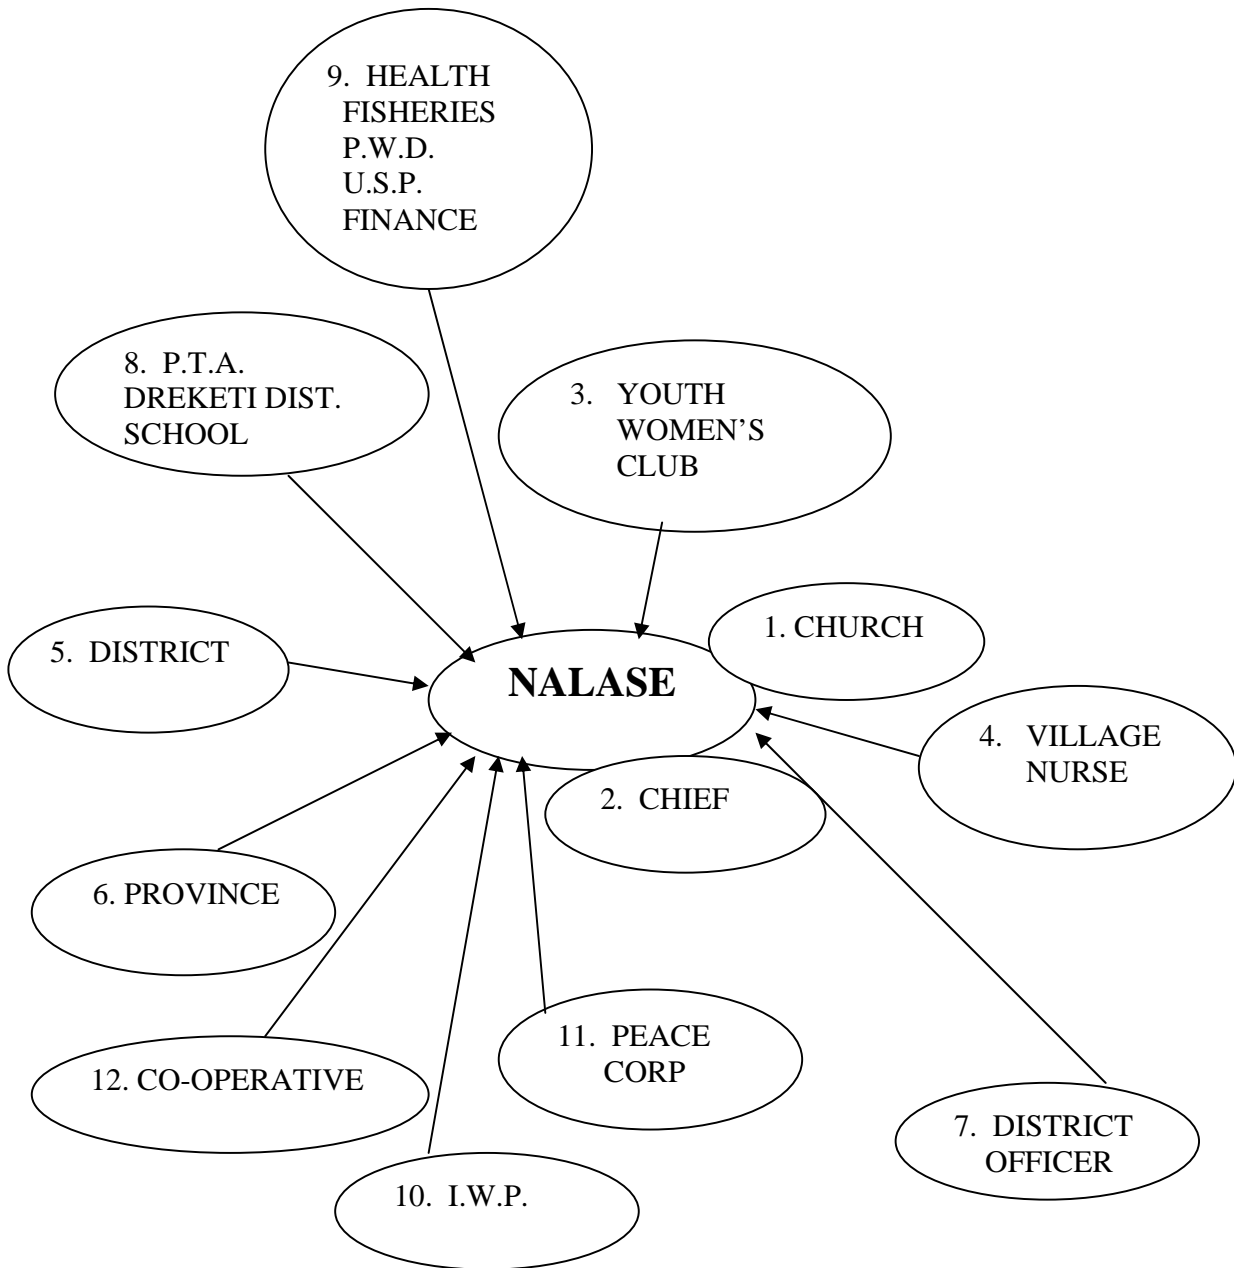 9. HEALTH
FISHERIES
P.W.D.
U.S.P.
FINANCE
8. P.T.A.
DREKETI DIST.
SCHOOL
3. YOUTH
WOMEN’S
CLUB
1. CHURCH
5. DISTRICT
NALASE
4. VILLAGE
NURSE
2. CHIEF
6. PROVINCE
11. PEACE
CORP
12. CO-OPERATIVE
7. DISTRICT
OFFICER
10. I.W.P.